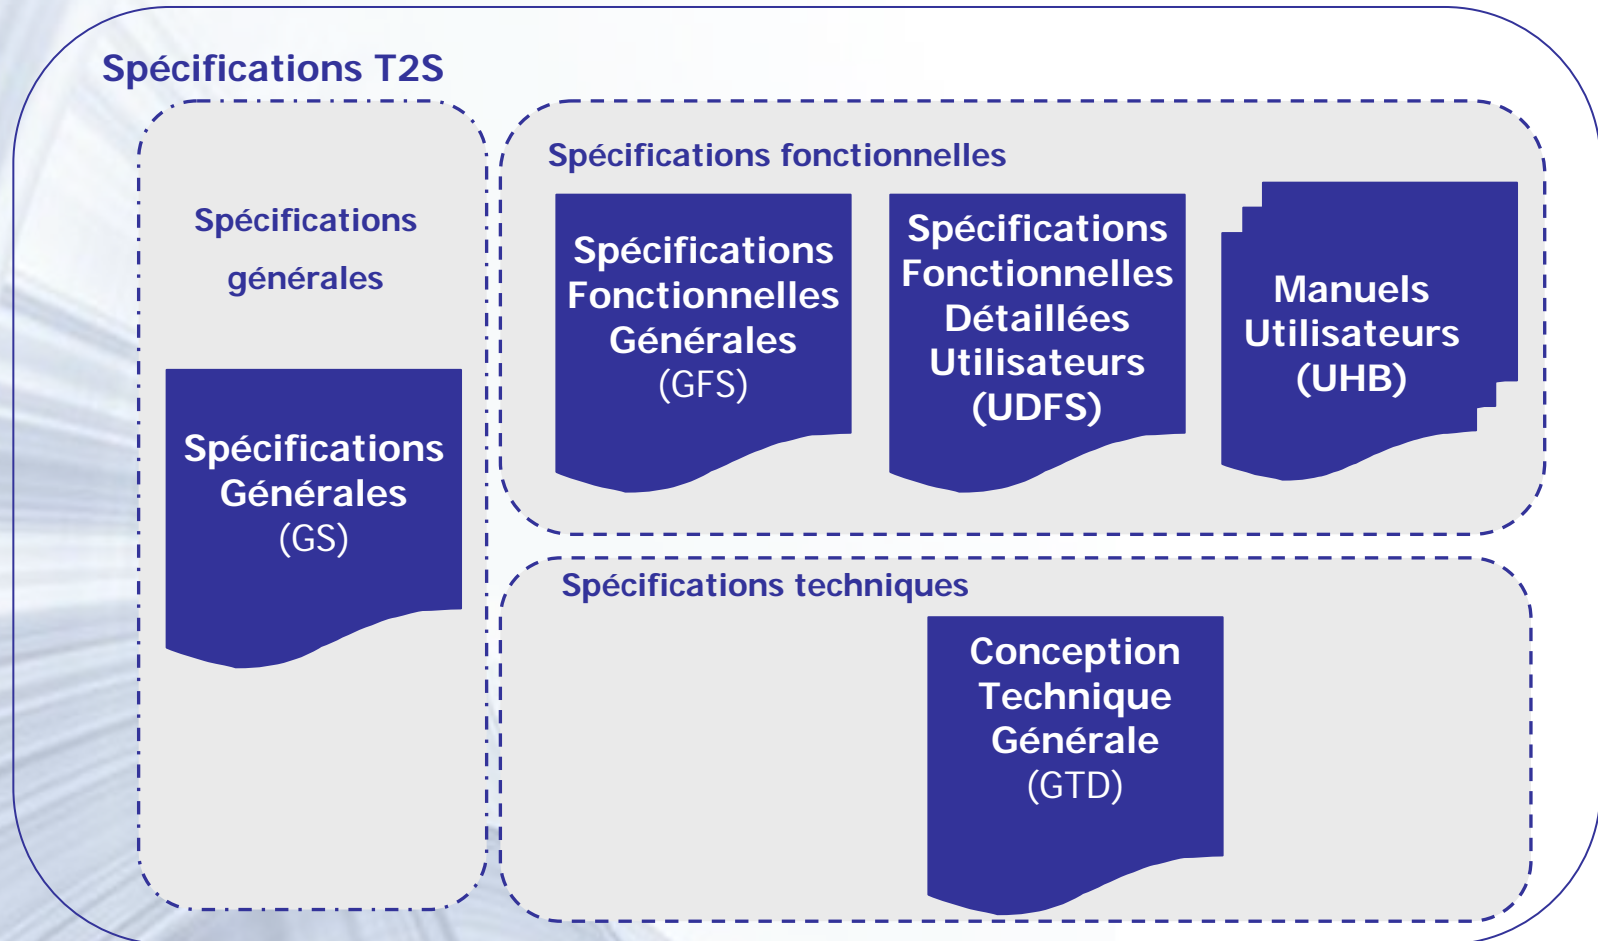 Spécifications T2S
Spécifications
générales
Spécifications
Générales
(GS)
Spécifications fonctionnelles
Spécifications
Fonctionnelles
Générales
(GFS)
Spécifications
Fonctionnelles
Détaillées
Utilisateurs
(UDFS)
Manuels
Utilisateurs
(UHB)
Spécifications techniques
Conception
Technique
Générale
(GTD)